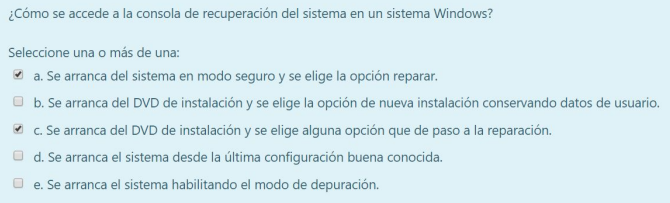 ¿Cómo se accede a la consola de recuperación del sistema en un sistema Windows?
Seleccione una o más de una:
a. Se arranca del sistema en modo seguro y se elige la opción reparar.
b. Se arranca del DVD de instalación y se elige la opción de nueva instalación conservando datos de usuario.
c. Se arranca del DVD de instalación y se elige alguna opción que de paso a la reparación.
d. Se arranca el sistema desde la última configuración buena conocida.
e. Se arranca el sistema habilitando el modo de depuración.